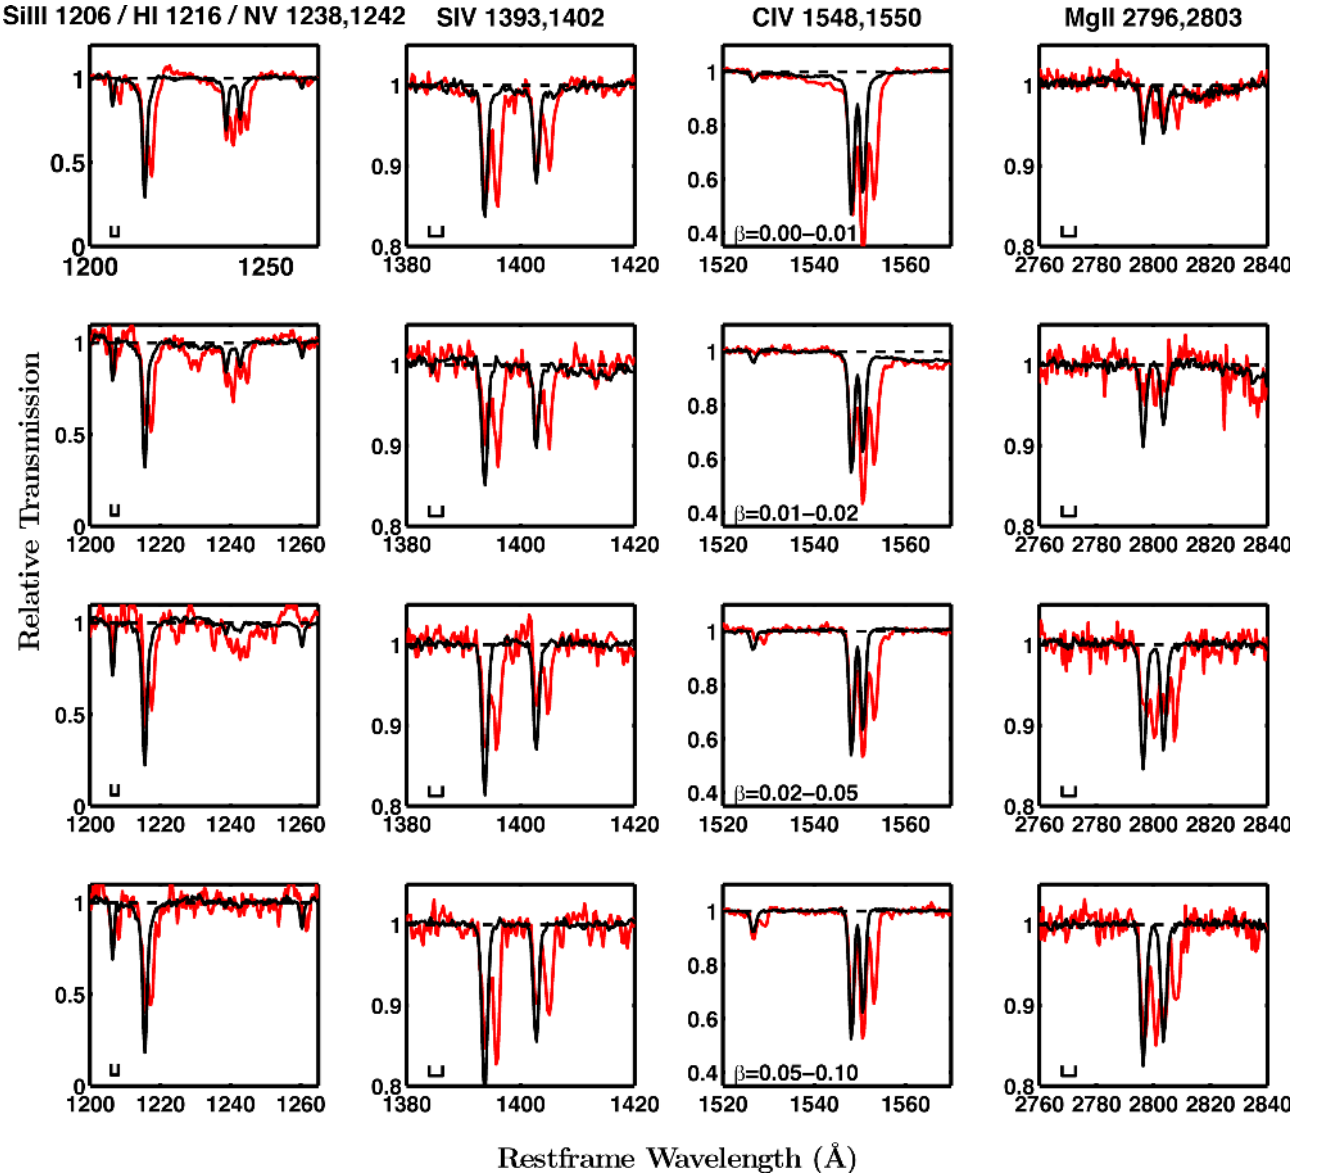 SiIII 1206 / HI 1216 / NV 1238,1242 SIV 1393,1402 CIV 1548,1550 MgII 2796,2803
1 1 1 1
0.5 0.9 0.8 0.9
0.6
0 0.8 0.4 β=0.00−0.01 0.8
1200 1250 1380 1400 1420 1520 1540 1560 2760 2780 2800 2820 2840
1 1 1 1
0.5 0.9 0.8 0.9
0.6
0 0.8 0.4 β=0.01−0.02 0.8
1200 1220 1240 1260 1380 1400 1420 1520 1540 1560 2760 2780 2800 2820 2840
Relative Transmission
1 1 1 1
0.5 0.9 0.8 0.9
0.6
0 0.8 0.4 β=0.02−0.05 0.8
1200 1220 1240 1260 1380 1400 1420 1520 1540 1560 2760 2780 2800 2820 2840
1 1 1 1
0.5 0.9 0.8 0.9
0.6
0 0.8 0.4 β=0.05−0.10 0.8
1200 1220 1240 1260 1380 1400 1420 1520 1540 1560 2760 2780 2800 2820 2840
Restframe Wavelength (Å)